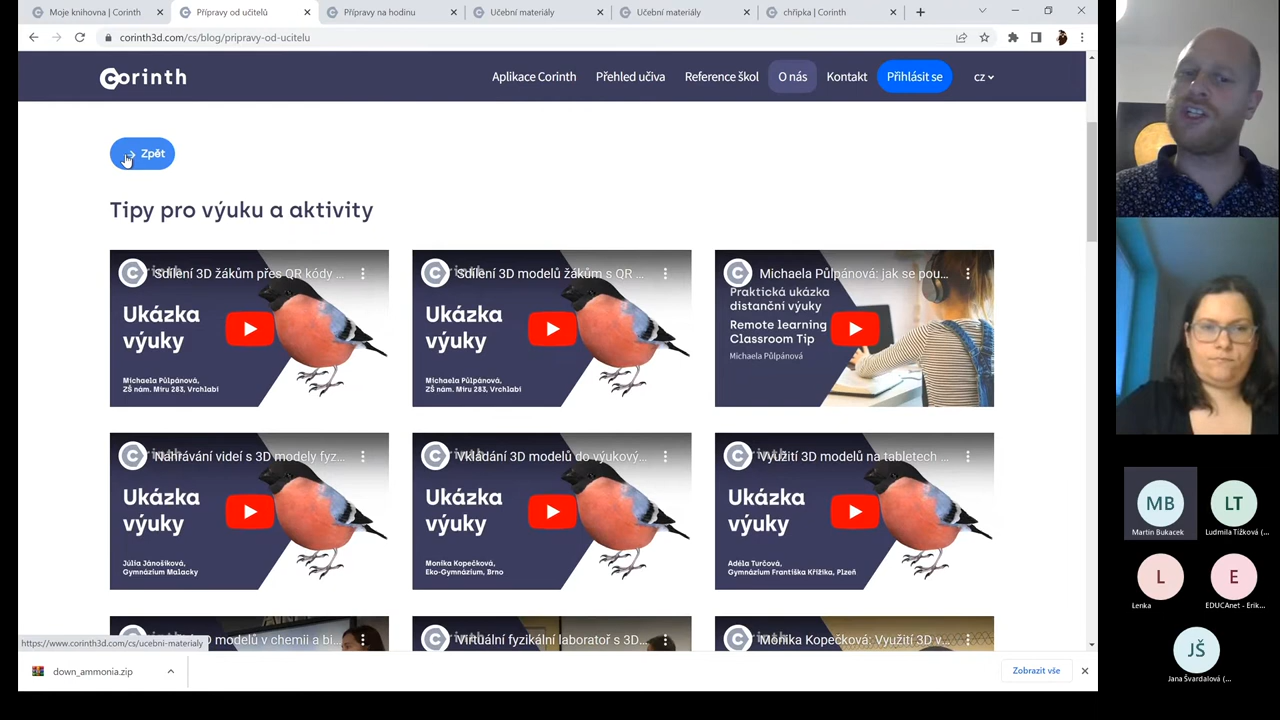 Moje knihovna | Corinth
Přípravy od učitelů
Přípravy na hodinu
Učební materiály
Učební materiály
chřipka | Corinth
corinth3d.com/cs/blog/pripravy-od-ucitelu
Corinth
Aplikace Corinth
Přehled učiva
Reference škol
O nás
Kontakt
Přihlásit se
cz
Zpět
Tipy pro výuku a aktivity
Sdílení 3D žákům přes QR kódy ...
Ukázka
výuky
Michaela Půlpánová,
ZŠ nám. Míru 283, Vrchlabí
Sdílení 3D modelů žákům s QR ...
Ukázka
výuky
Michaela Půlpánová,
ZŠ nám. Míru 283, Vrchlabí
Michaela Půlpánová: jak se pou...
Praktická ukázka
distanční výuky
Remote learning
Classroom Tip
Michaela Půlpánová
Nahrávání videí s 3D modely fyz...
Ukázka
výuky
Júlia Jánošíková,
Gymnázium Malacky
Vkládání 3D modelů do výukový...
Ukázka
výuky
Monika Kopečková,
Eko-Gymnázium, Brno
Využití 3D modelů na tabletech ...
Ukázka
výuky
Adéla Turčová,
Gymnázium Františka Křižíka, Plzeň
D modelů v chemii a bi...
Virtuální fyzikální laboratoř s 3D...
Monika Kopečková: Využití 3D v...
https://www.corinth3d.com/cs/ucebni-materialy
down_ammonia.zip
Zobrazit vše
MB
Martin Bukacek
LT
Ludmila Tížková (...
L
Lenka
E
EDUCAnet - Erik...
JŠ
Jana Švardalová (...